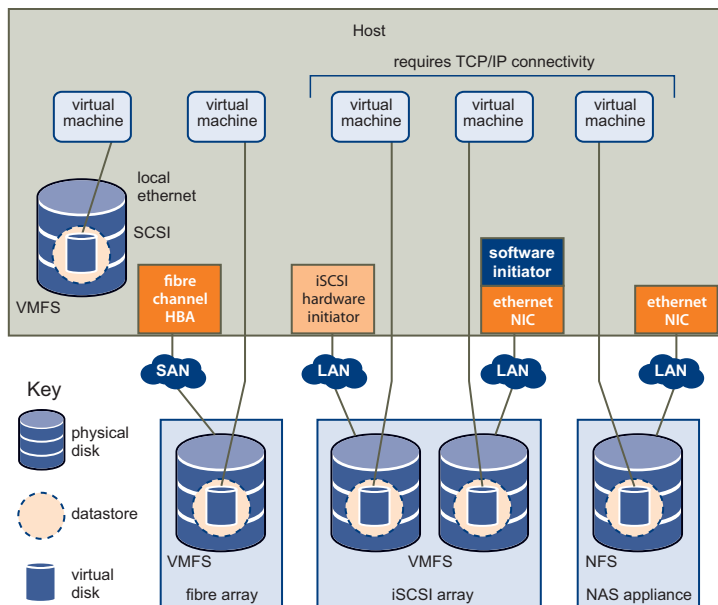 Host
requires TCP/IP connectivity
virtual
machine
virtual
machine
virtual
machine
virtual
machine
virtual
machine
local
ethernet
SCSI
VMFS
fibre
channel
HBA
iSCSI
hardware
initiator
software
initiator
ethernet
NIC
ethernet
NIC
SAN
LAN
LAN
LAN
Key
physical
disk
datastore
virtual
disk
VMFS
fibre array
VMFS
iSCSI array
NFS
NAS appliance